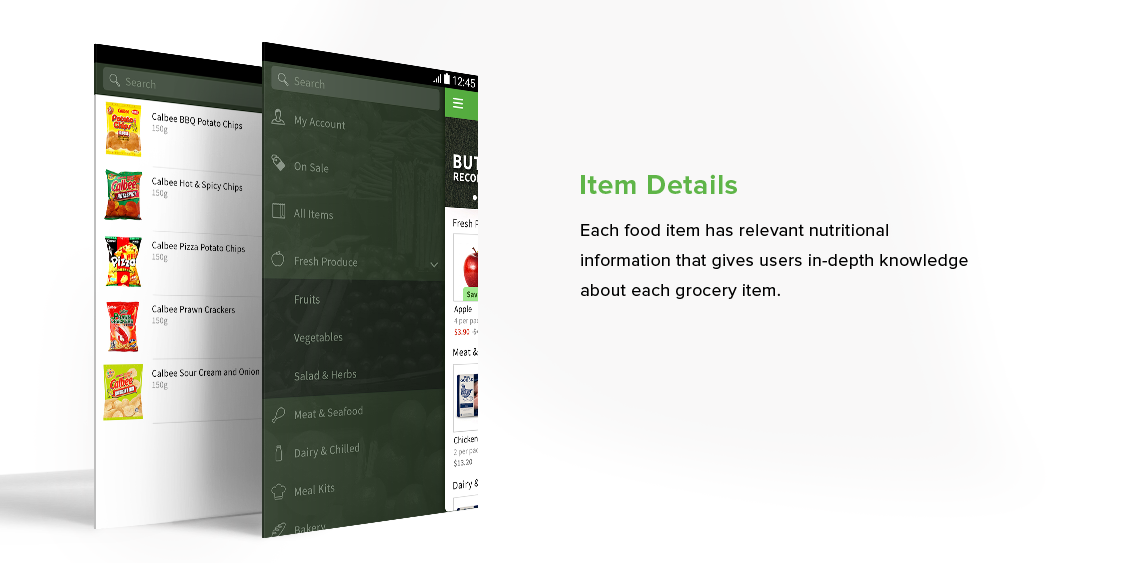 Search
Calbee BBQ Potato Chips
150g
Calbee Hot & Spicy Chips
150g
Calbee Pizza Potato Chips
150g
Calbee Prawn Crackers
150g
Calbee Sour Cream and Onion
150g
12:45
Search
My Account
On Sale
All Items
Fresh Produce
Fruits
Vegetables
Salad & Herbs
Meat & Seafood
Dairy & Chilled
Meal Kits
Bakery
BUT
RECO
Fresh
Sav
Apple
4 per pac
$3.90
Meat &
Chicken
2 per pac
$13.20
Dairy &
Item Details
Each food item has relevant nutritional
information that gives users in-depth knowledge
about each grocery item.